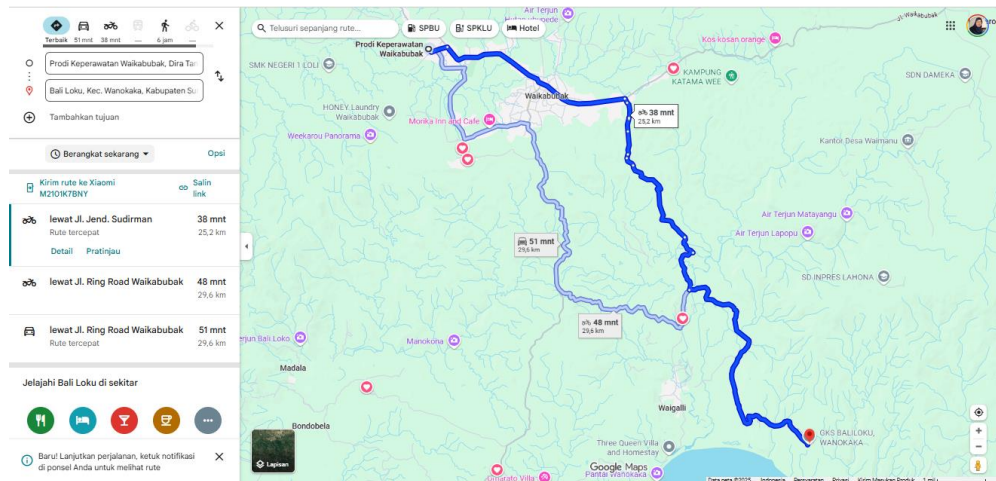 Terbaik 51 mnt 38 mnt — 6 jam —
Prodi Keperawatan Waikabubak, Dira Tan
Bali Loku, Kec. Wanokaka, Kabupaten Su
Tambahkan tujuan
Berangkat sekarang
Opsi
Kirim rute ke Xiaomi
M2101K7BNY
Salin
link
lewat Jl. Jend. Sudirman 38 mnt
Rute tercepat 25,2 km
Detail Pratinjau
lewat Jl. Ring Road Waikabubak 48 mnt
29,6 km
lewat Jl. Ring Road Waikabubak 51 mnt
Rute tercepat 29,6 km
Jelajahi Bali Loku di sekitar
Baru! Lanjutkan perjalanan, ketuk notifikasi
di ponsel Anda untuk melihat rute
Telusuri sepanjang rute...
SPBU
SPKLU
Hotel
Air Terjun
Prodi Keperawatan
Waikabubak
SMK NEGERI 1 LOLI
Kos kosan orange
KAMPUNG
KATAMA WEE
SDN DAMEKA
HONEY Laundry
Waikabubak
Waikabubak
Morika Inn and Cafe
Weekarou Panorama
38 mnt
25,2 km
Kantor Desa Waimanu
Air Terjun Matayangu
Air Terjun Lapopu
51 mnt
29,6 km
SD INPRES LAHONA
48 mnt
29,6 km
Manokona
Madala
Bondobela
Waigalli
GKS BALILOKU,
WANOKAKA
Three Queen Villa
and Homestay
Google Maps
Pantai Wanokaka
Lapisan
Data peta ©2025 Indonesia Persyaratan Privasi Kirim Masukan Produk